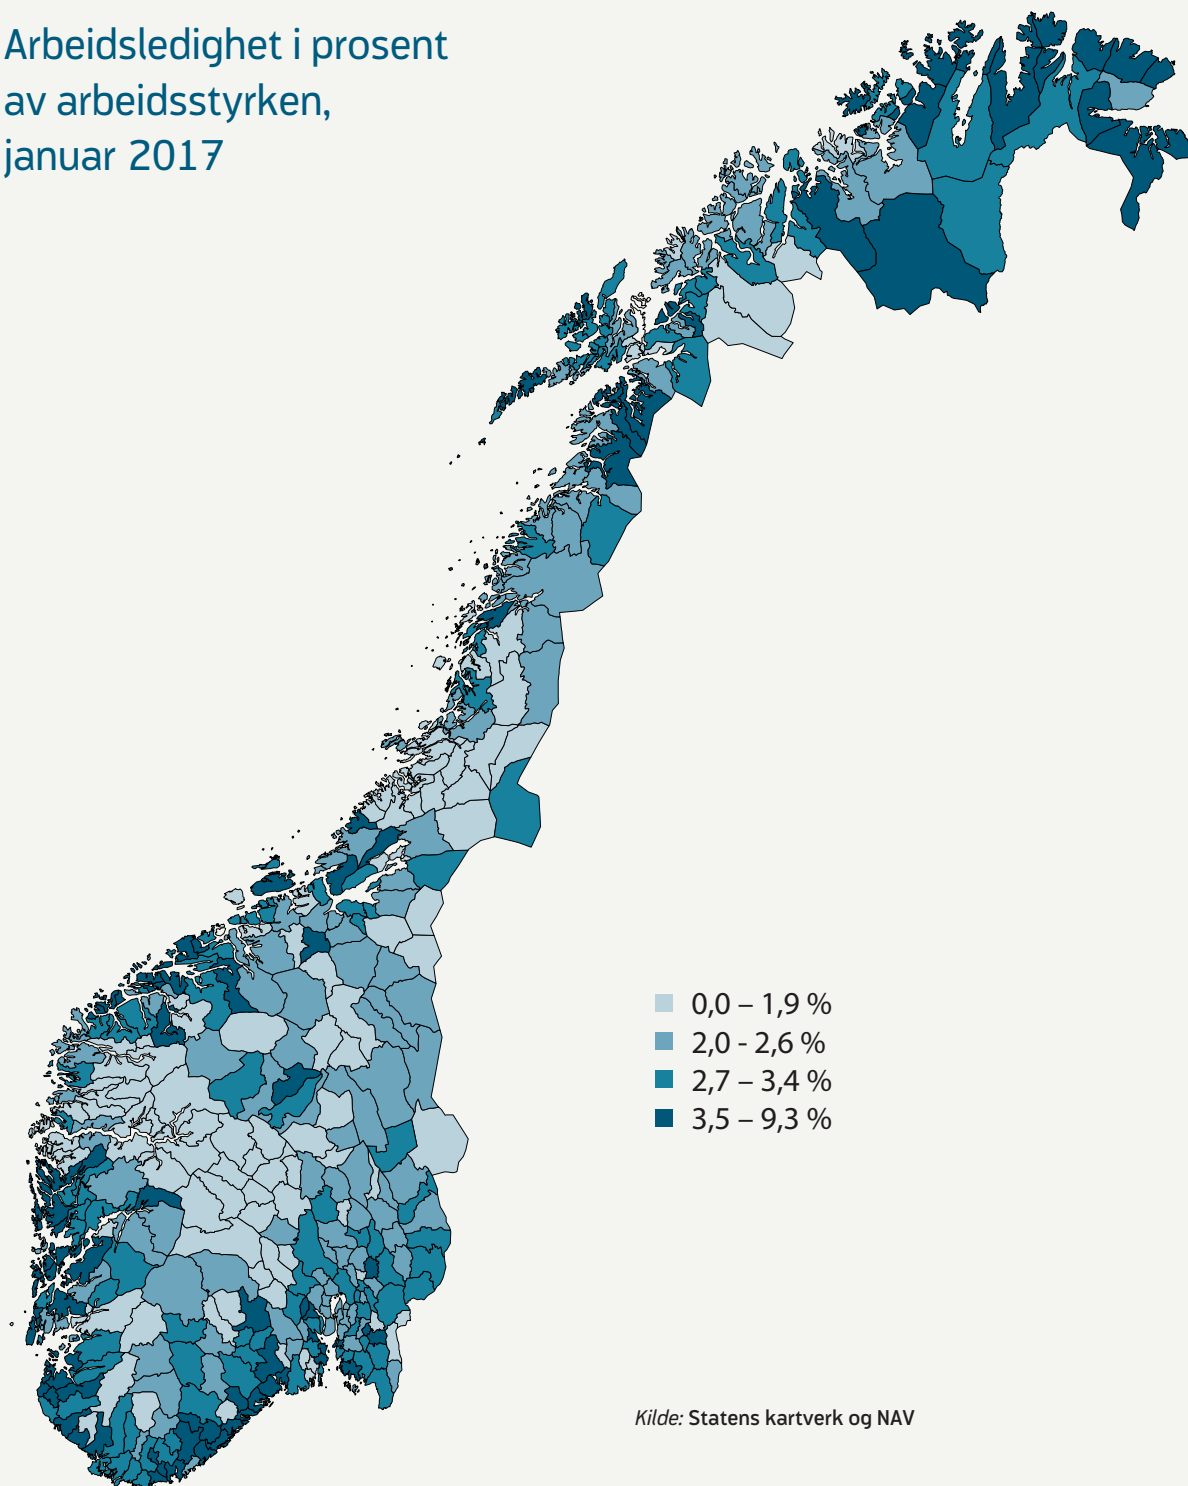 Arbeidsledighet i prosent
av arbeidsstyrken,
januar 2017
0,0 – 1,9 %
2,0 - 2,6 %
2,7 – 3,4 %
3,5 – 9,3 %
Kilde: Statens kartverk og NAV